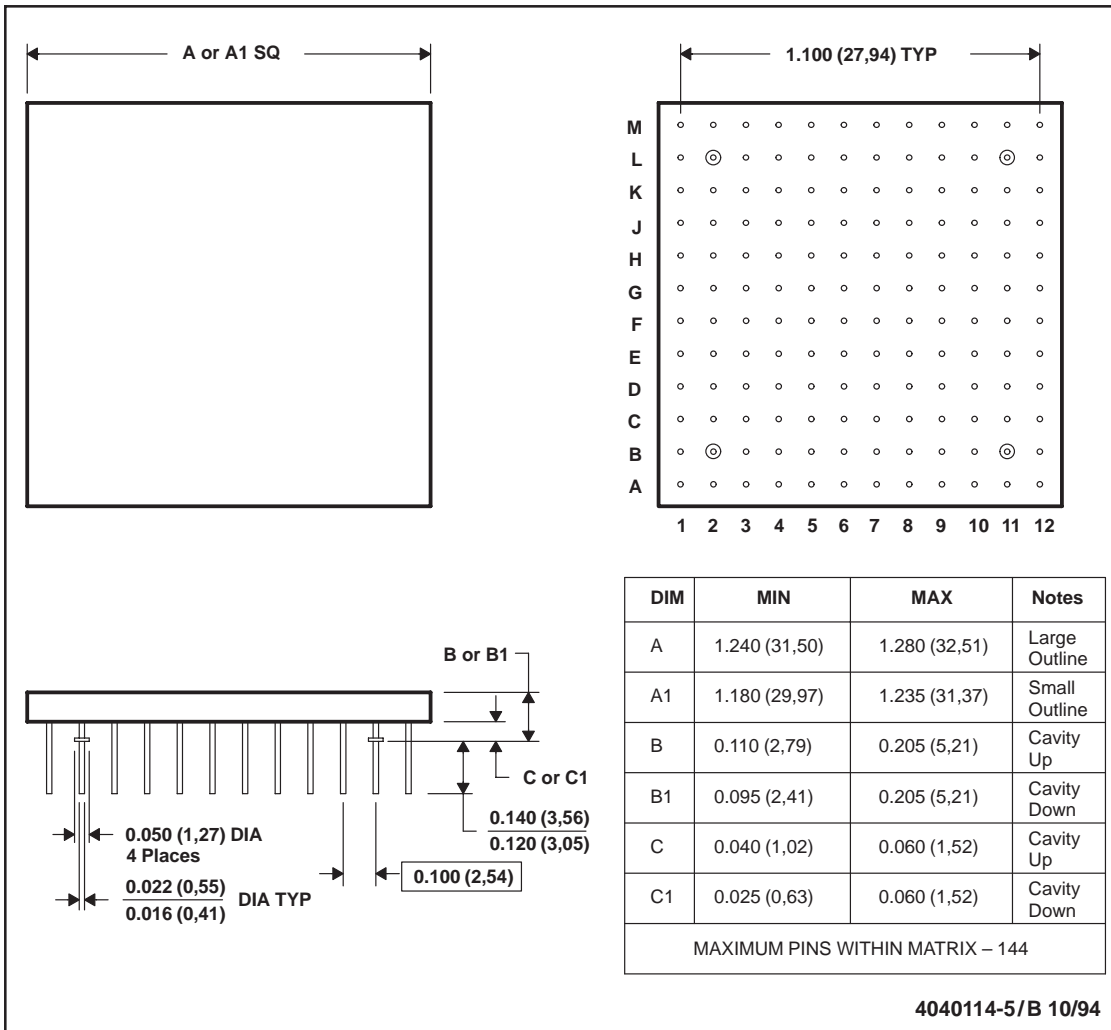 A or A1 SQ
1.100 (27,94) TYP
M
L
K
J
H
G
F
E
D
C
B
A
1 2 3 4 5 6 7 8 9 10 11 12
B or B1
C or C1
0.140 (3,56)
0.120 (3,05)
0.050 (1,27) DIA
4 Places
0.100 (2,54)
0.022 (0,55)
0.016 (0,41)
DIA TYP
DIM MIN MAX Notes
A 1.240 (31,50) 1.280 (32,51) Large
Outline
A1 1.180 (29,97) 1.235 (31,37) Small
Outline
B 0.110 (2,79) 0.205 (5,21) Cavity
Up
B1 0.095 (2,41) 0.205 (5,21) Cavity
Down
C 0.040 (1,02) 0.060 (1,52) Cavity
Up
C1 0.025 (0,63) 0.060 (1,52) Cavity
Down
MAXIMUM PINS WITHIN MATRIX – 144
4040114-5/B 10/94